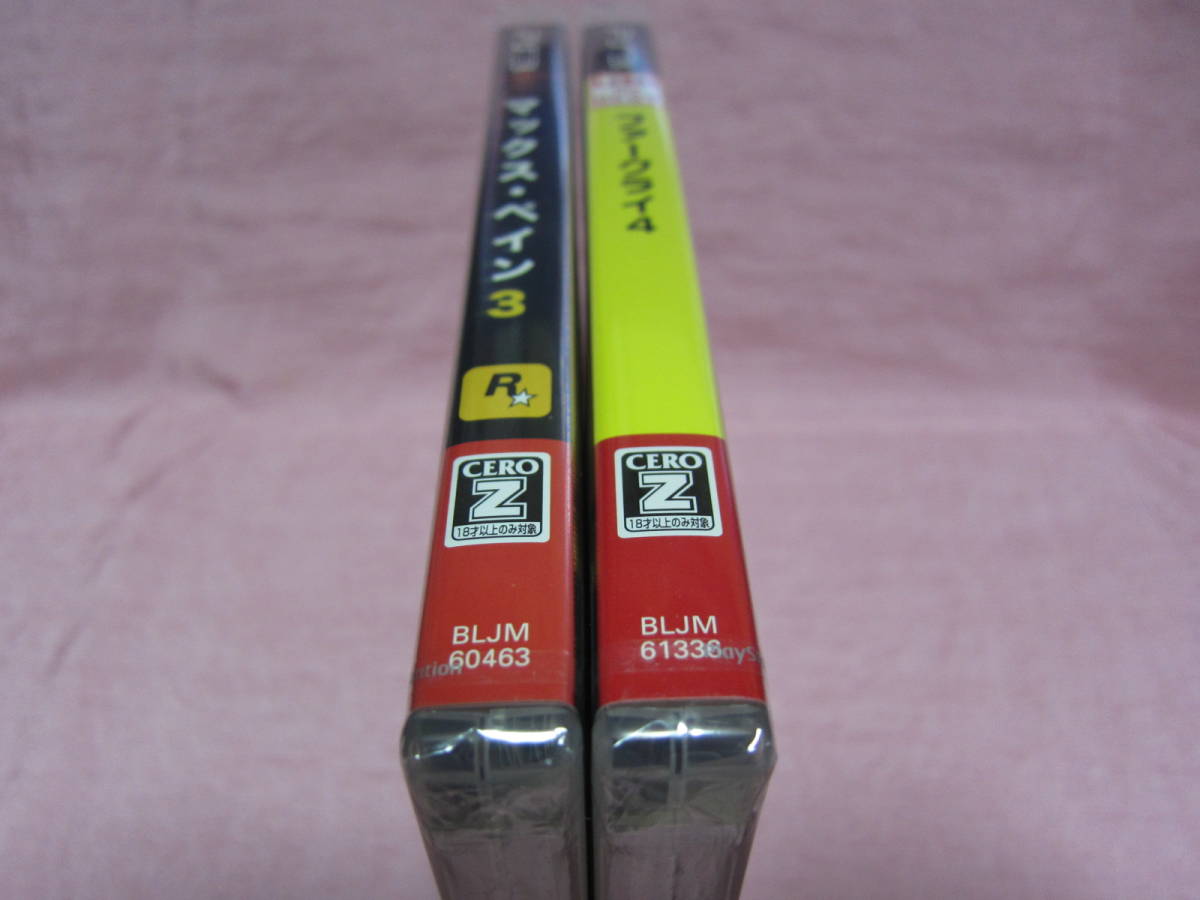 マックス・ペイン3
R
CERO
Z
18才以上のみ対象
BLJM
60463
ファークライ4
CERO
Z
18才以上のみ対象
BLJM
61336